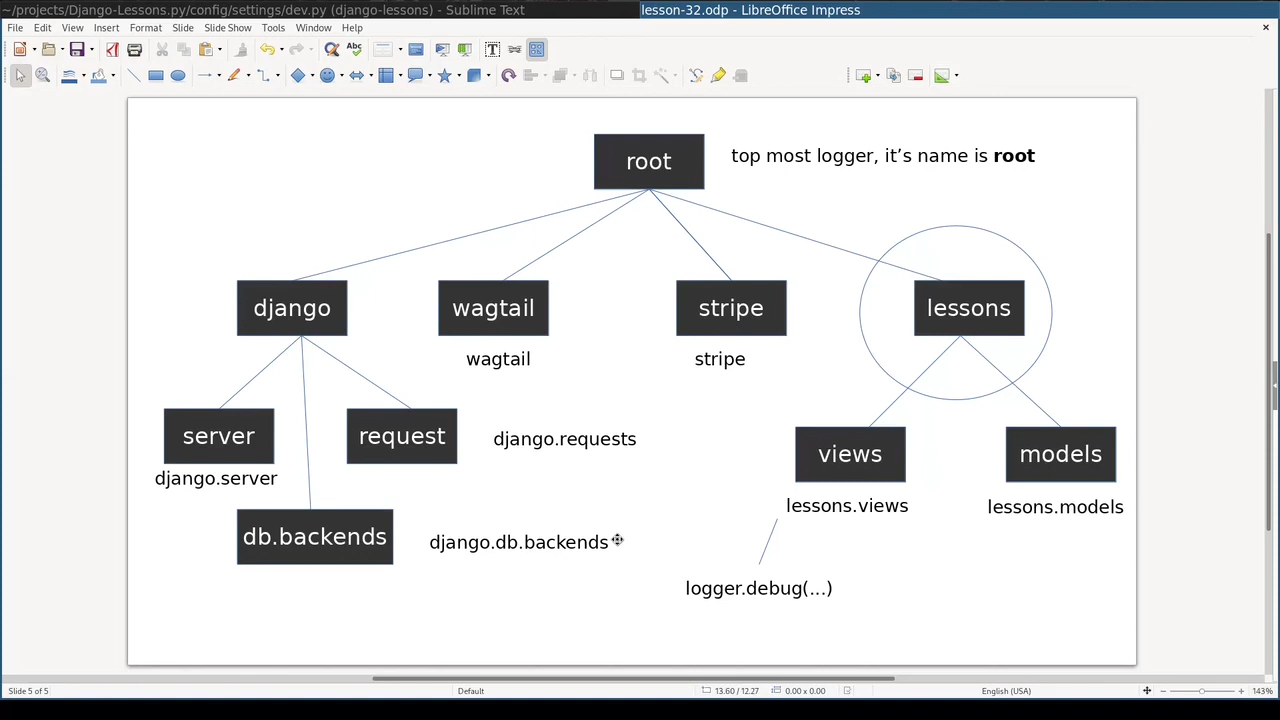 ~/projects/Django-Lessons.py/config/settings/dev.py (django-lessons) - Sublime Text
lesson-32.odp - LibreOffice Impress
File Edit View Insert Format Slide Slide Show Tools Window Help
root
top most logger, it’s name is root
django
wagtail
stripe
lessons
wagtail
stripe
server
request
django.requests
views
models
django.server
lessons.views
lessons.models
db.backends
django.db.backends
logger.debug(...)
Slide 5 of 5
Default
13.60 / 12.27
0.00 x 0.00
English (USA)
143%